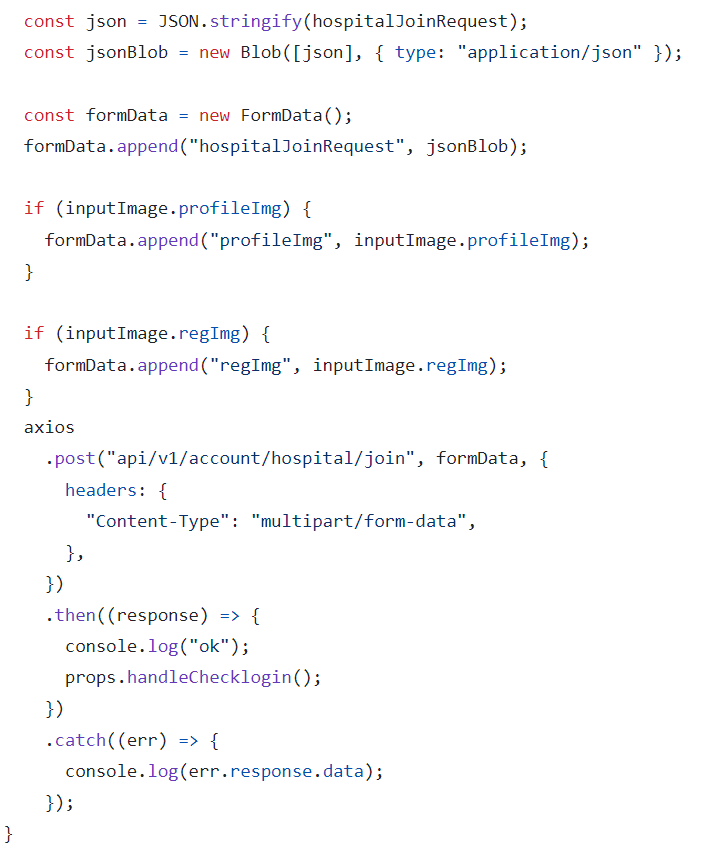 const json = JSON.stringify(hospitalJoinRequest);
const jsonBlob = new Blob([json], { type: "application/json" });
const formData = new FormData();
formData.append("hospitalJoinRequest", jsonBlob);
if (inputImage.profileImg) {
formData.append("profileImg", inputImage.profileImg);
}
if (inputImage.regImg) {
formData.append("regImg", inputImage.regImg);
}
axios
.post("api/v1/account/hospital/join", formData, {
headers: {
"Content-Type": "multipart/form-data",
},
})
.then((response) => {
console.log("ok");
props.handleChecklogin();
})
.catch((err) => {
console.log(err.response.data);
});
}